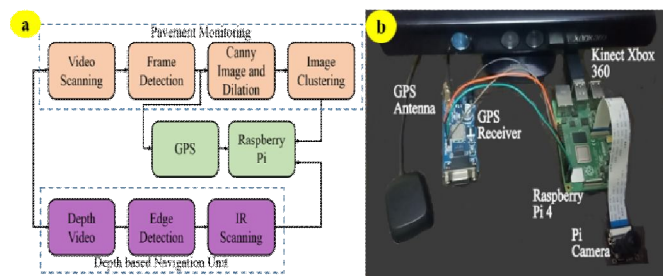 a
Pavement Monitoring
Video
Scanning
Frame
Detection
Canny
Image and
Dilation
Image
Clustering
GPS
Raspberry
Pi
Depth
Video
Edge
Detection
IR
Scanning
Depth based Navigation Unit
b
Kinect Xbox
360
GPS
Antenna
GPS
Receiver
Raspberry
Pi 4
Pi
Camera